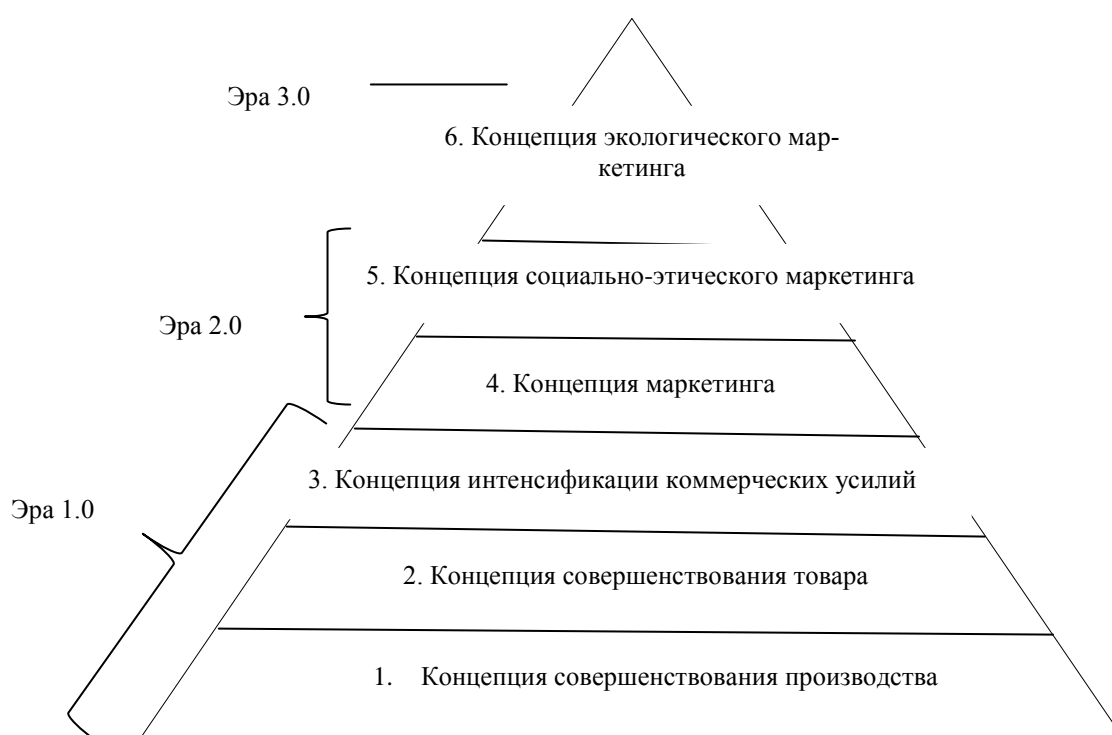 Эра 3.0
6. Концепция экологического мар-
кетинга
5. Концепция социально-этического маркетинга
Эра 2.0
4. Концепция маркетинга
3. Концепция интенсификации коммерческих усилий
Эра 1.0
2. Концепция совершенствования товара
1. Концепция совершенствования производства